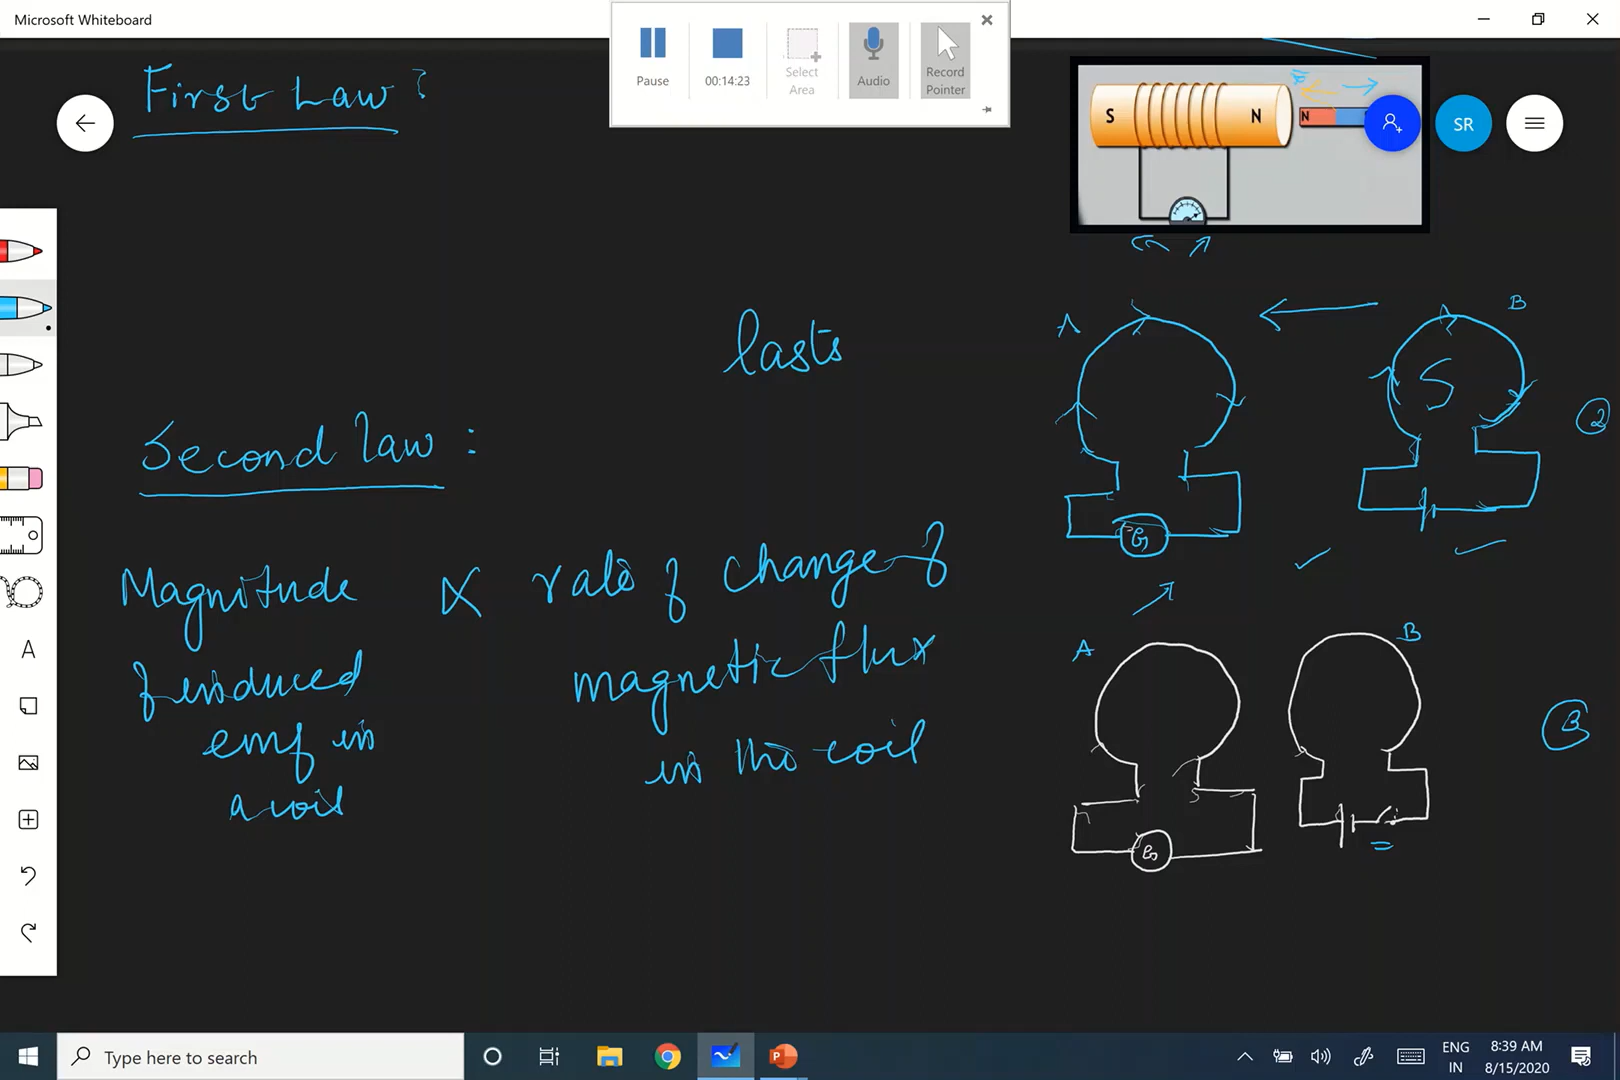 Microsoft Whiteboard
Pause
00:14:23
Select Area
Audio
Record Pointer
First Law:
S
N
N
SR
lasts
A
B
S
2
G
Second law :
Magnitude ∝ rate of change of
of induced magnetic flux
emf in in the coil
a coil
A
B
3
G
A
Type here to search
ENG
IN
8:39 AM
8/15/2020